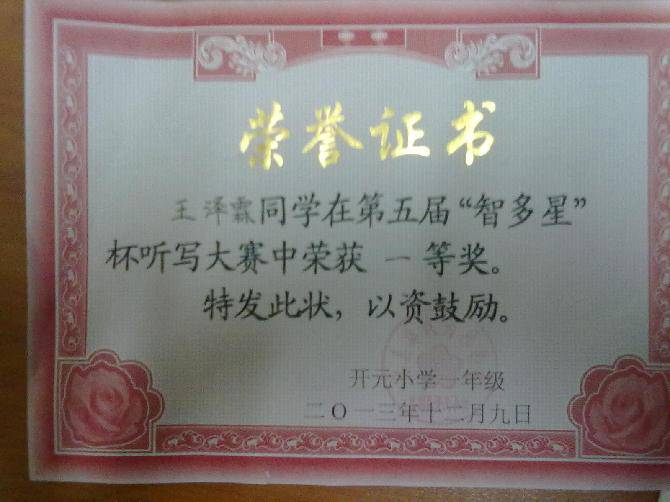 荣誉证书
王泽霖同学在第五届“智多星”
杯听写大赛中荣获 一 等奖。
特发此状，以资鼓励。
开元小学一年级
二〇一三年十二月九日